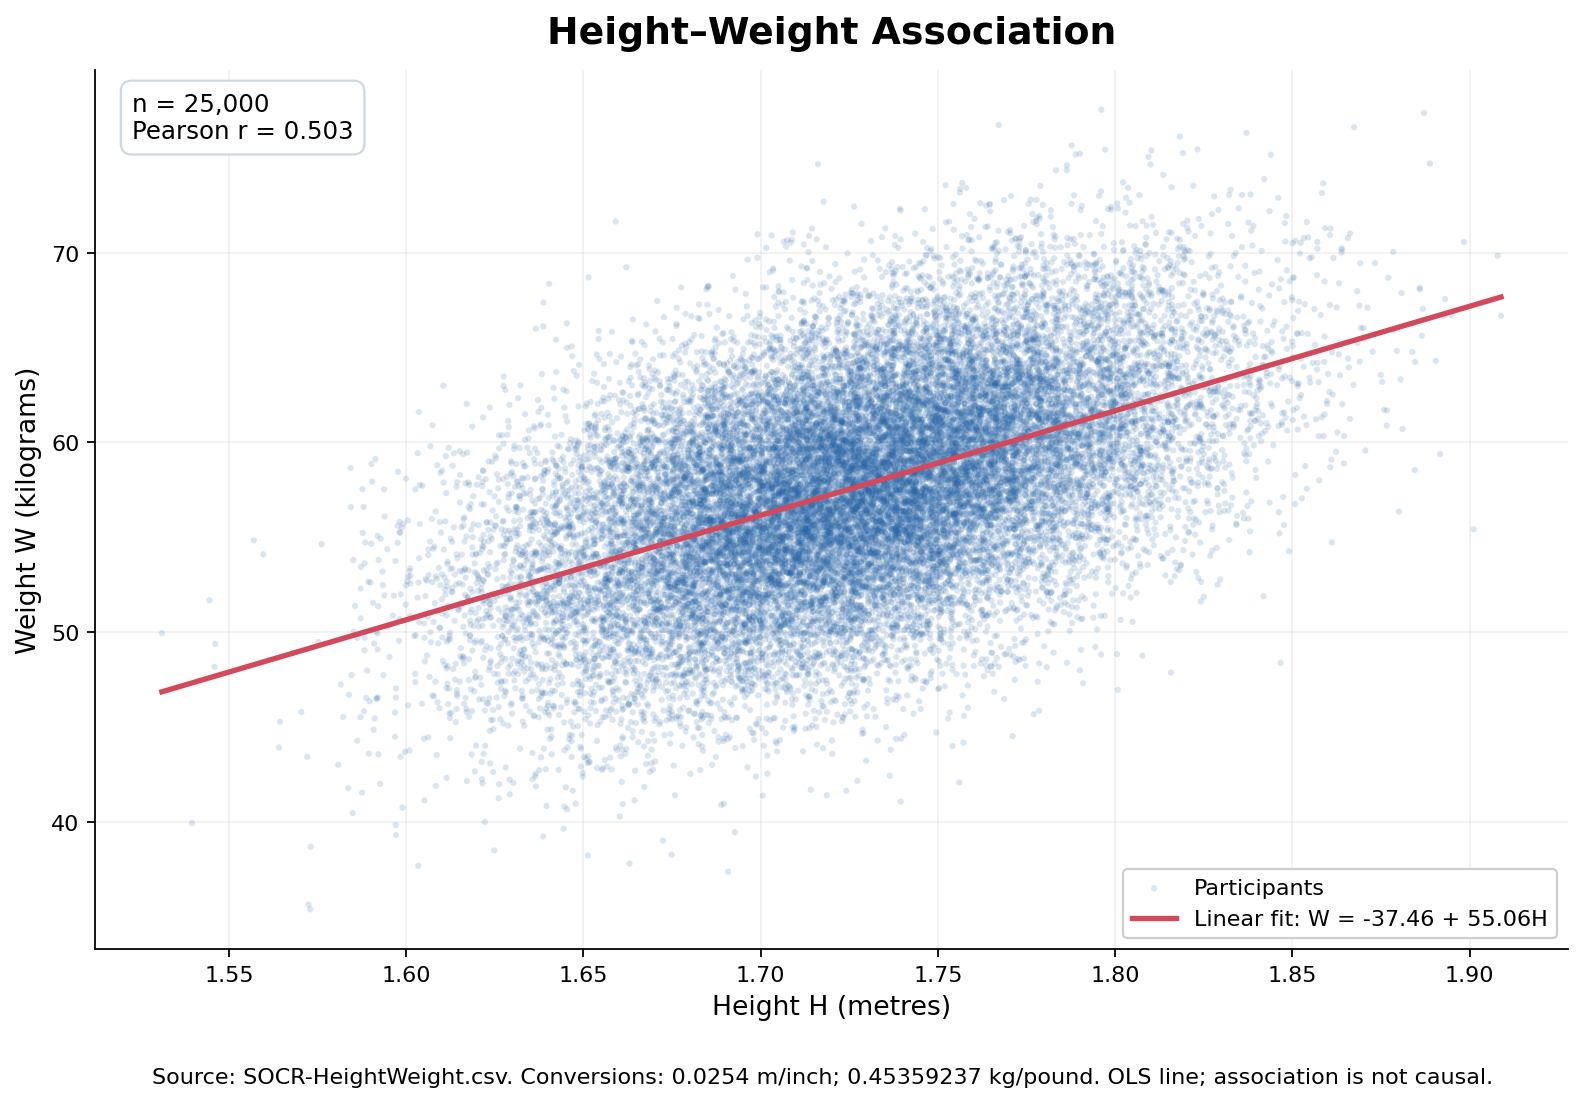 Height–Weight Association
n = 25,000
Pearson r = 0.503
Weight W (kilograms)
70
60
50
40
Participants
Linear fit: W = -37.46 + 55.06H
1.55 1.60 1.65 1.70 1.75 1.80 1.85 1.90
Height H (metres)
Source: SOCR-HeightWeight.csv. Conversions: 0.0254 m/inch; 0.45359237 kg/pound. OLS line; association is not causal.